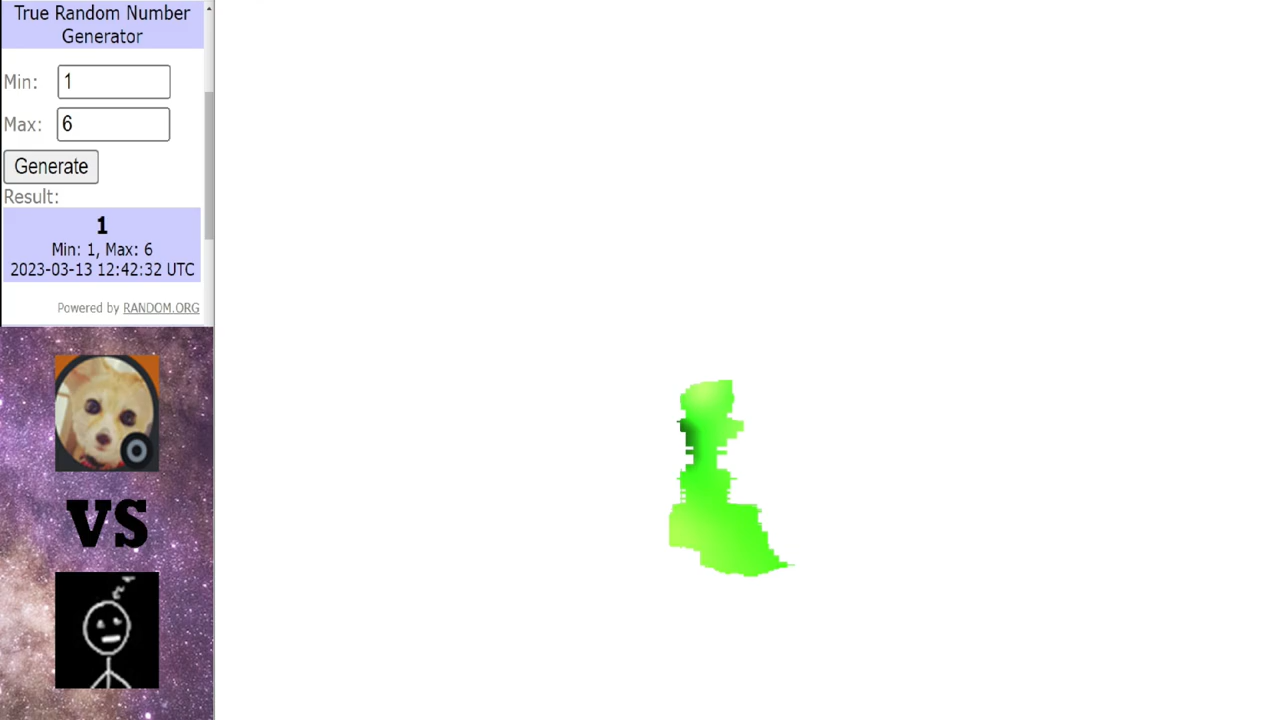 True Random Number
Generator
Min: 1
Max: 6
Generate
Result:
1
Min: 1, Max: 6
2023-03-13 12:42:32 UTC
Powered by RANDOM.ORG
VS